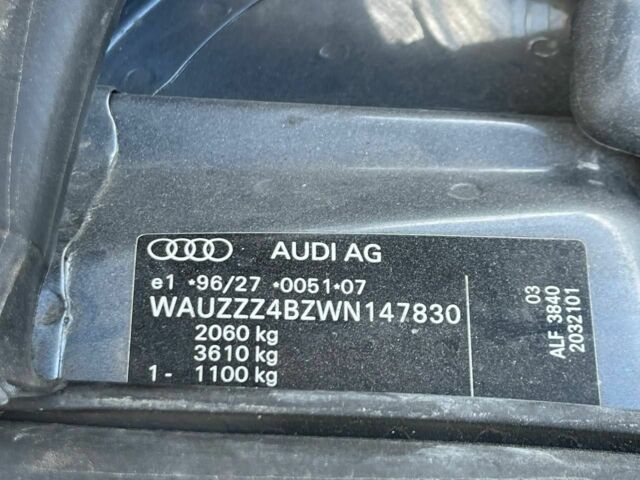 AUDI AG
e1 *96/27 *0051*07
WAUZZZ4BZWN147830
2060 kg
3610 kg
1 - 1100 kg
03
ALF 3840
2032101